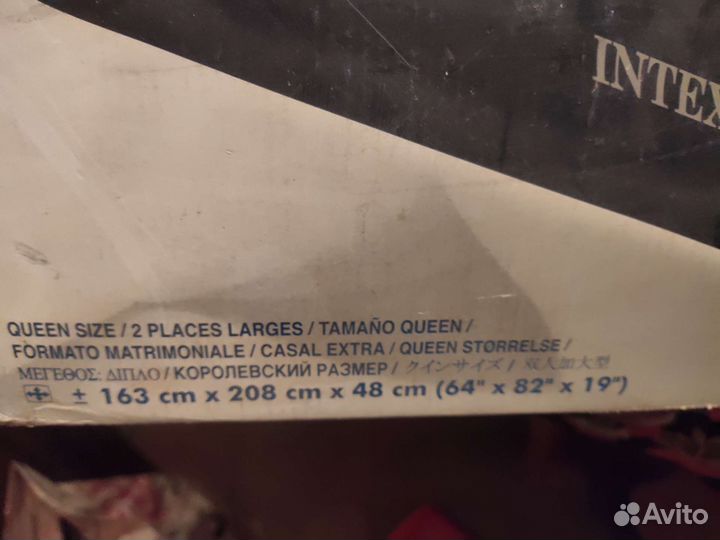 INTEX
QUEEN SIZE / 2 PLACES LARGES / TAMAÑO QUEEN /
FORMATO MATRIMONIALE / CASAL EXTRA / QUEEN STORRELSE /
ΜΕΓΕΘΟΣ: ΔΙΠΛΟ / КОРОЛЕВСКИЙ РАЗМЕР / クインサイズ / 双人加大型
± 163 cm x 208 cm x 48 cm (64" x 82" x 19")
Avito